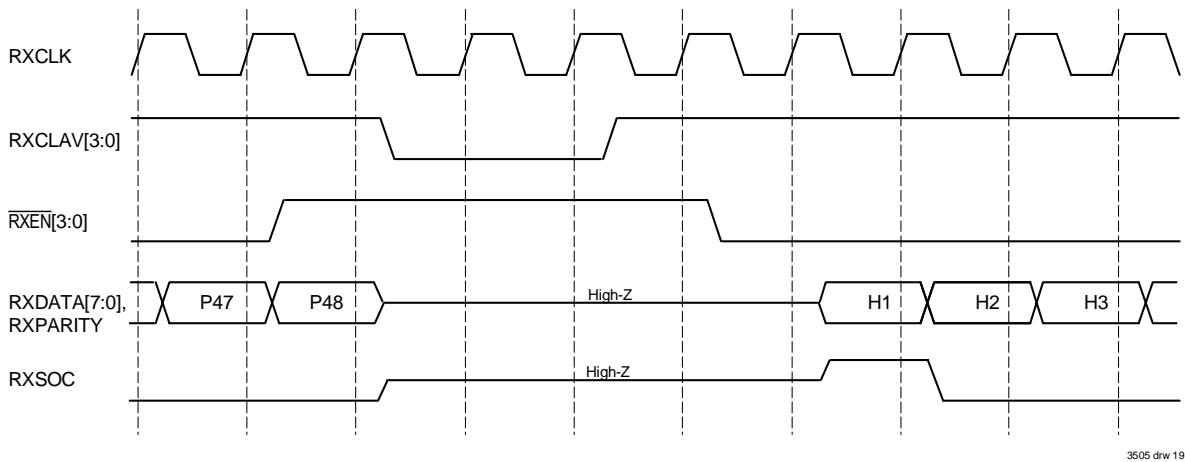 RXCLK
RXCLAV[3:0]
RXEN[3:0]
RXDATA[7:0],
RXPARITY
P47
P48
High-Z
H1
H2
H3
RXSOC
High-Z
3505 drw 19